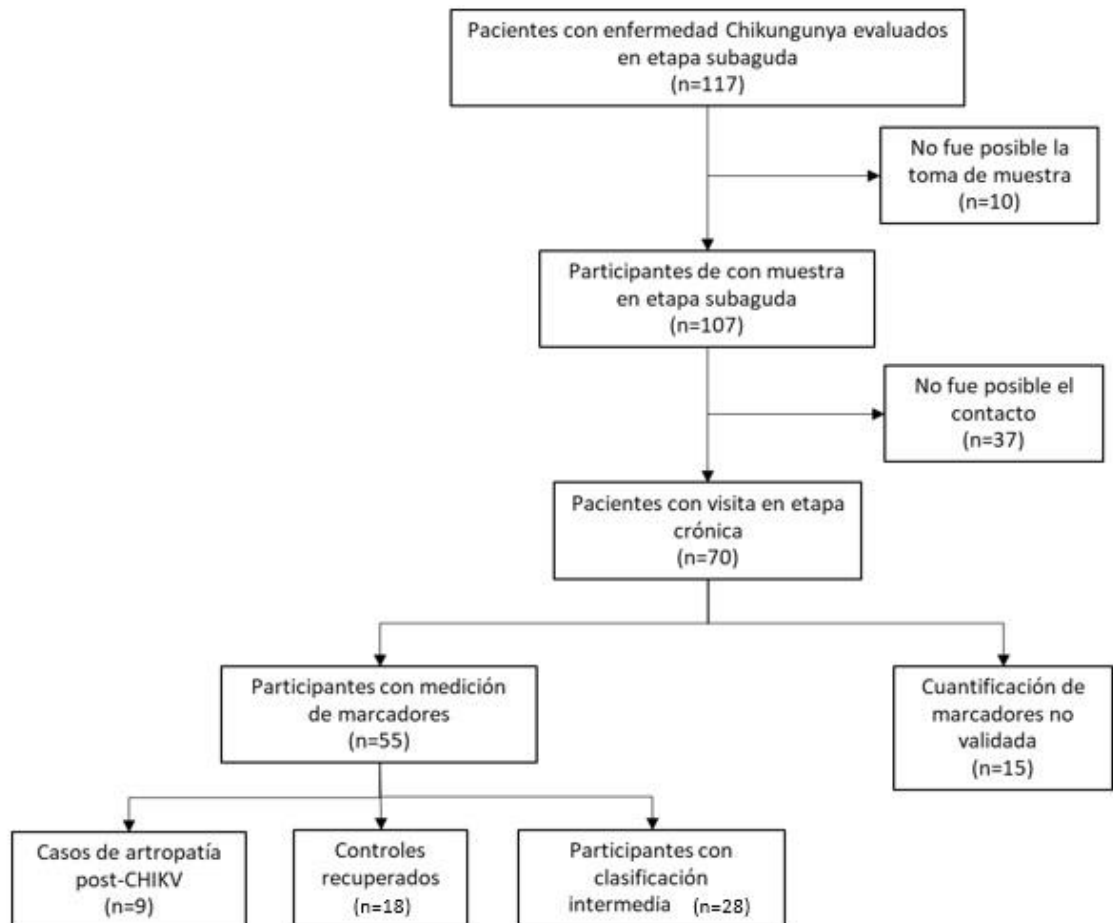 Pacientes con enfermedad Chikungunya evaluados
en etapa subaguda
(n=117)
No fue posible la
toma de muestra
(n=10)
Participantes de con muestra
en etapa subaguda
(n=107)
No fue posible el
contacto
(n=37)
Pacientes con visita en etapa
crónica
(n=70)
Participantes con medición
de marcadores
(n=55)
Cuantificación de
marcadores no
validada
(n=15)
Casos de artropatía
post-CHIKV
(n=9)
Controles
recuperados
(n=18)
Participantes con
clasificación
intermedia (n=28)